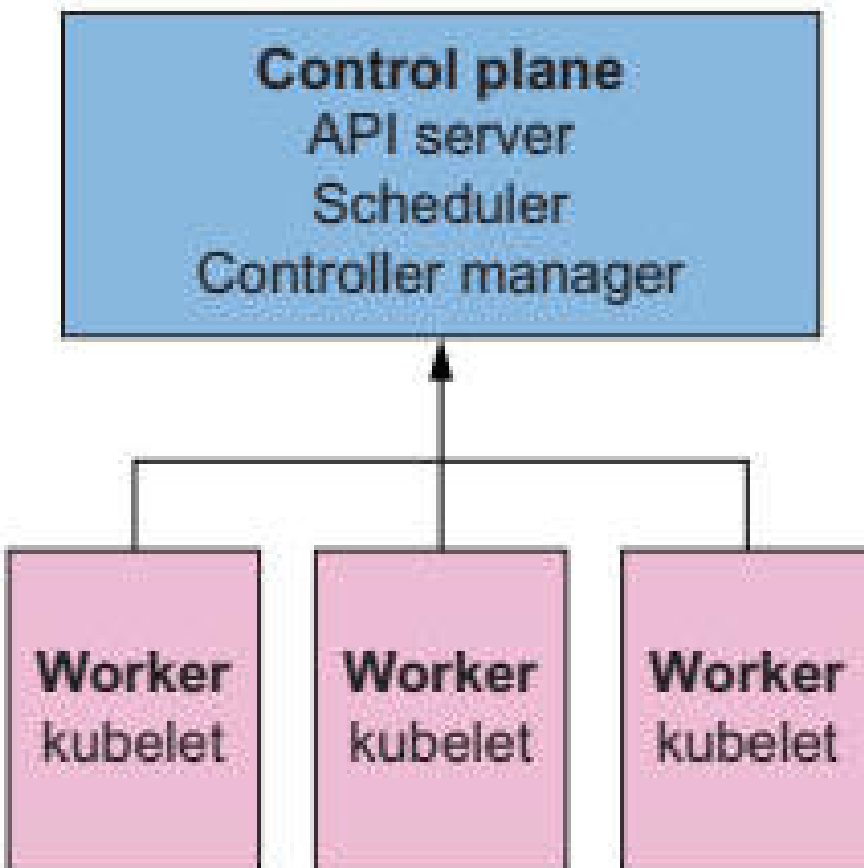 Control plane
API server
Scheduler
Controller manager
Worker
kubelet
Worker
kubelet
Worker
kubelet